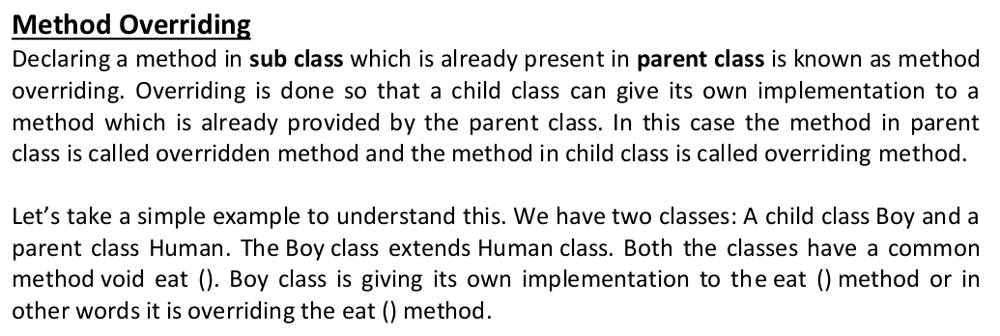 Method Overriding
Declaring a method in sub class which is already present in parent class is known as method
overriding. Overriding is done so that a child class can give its own implementation to a
method which is already provided by the parent class. In this case the method in parent
class is called overridden method and the method in child class is called overriding method.
Let’s take a simple example to understand this. We have two classes: A child class Boy and a
parent class Human. The Boy class extends Human class. Both the classes have a common
method void eat (). Boy class is giving its own implementation to the eat () method or in
other words it is overriding the eat () method.